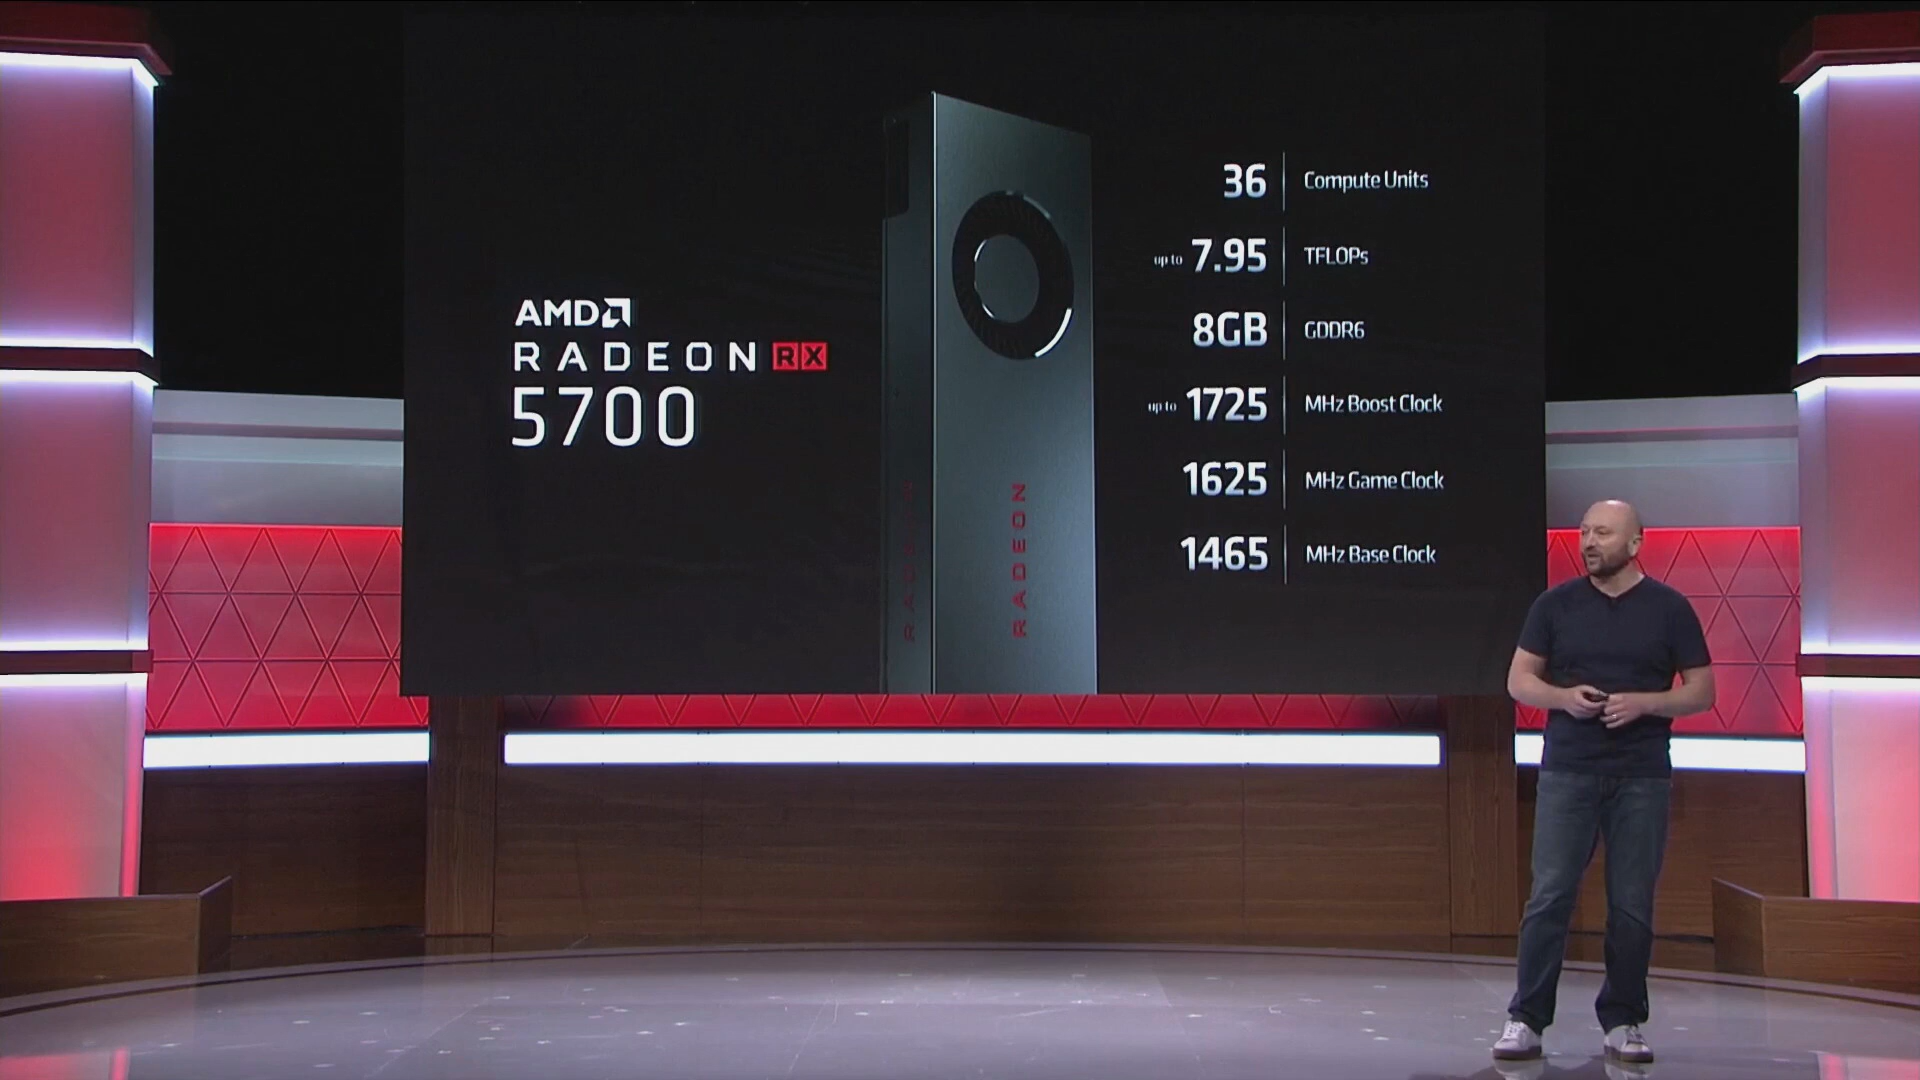 AMD
RADEON RX
5700
RADEON
RADEON
36 Compute Units
up to 7.95 TFLOPs
8GB GDDR6
up to 1725 MHz Boost Clock
1625 MHz Game Clock
1465 MHz Base Clock